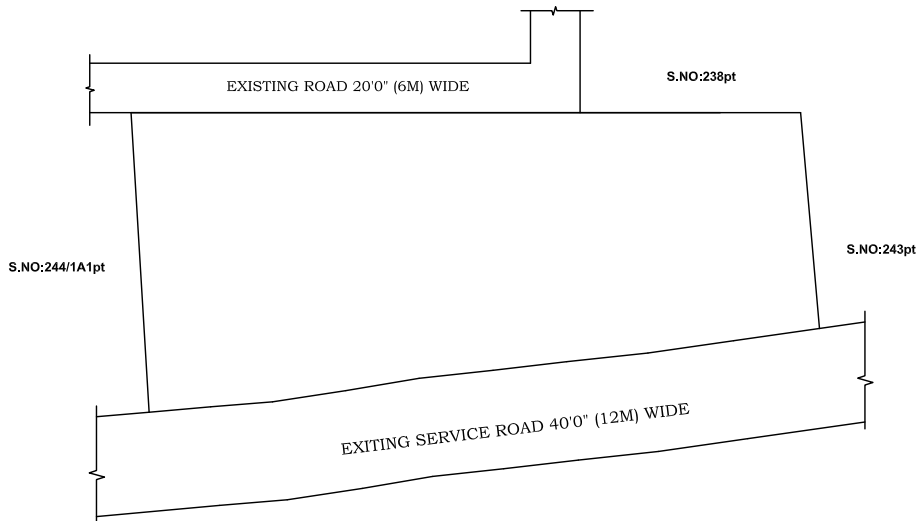 S.NO:238pt
EXISTING ROAD 20'0" (6M) WIDE
S.NO:243pt
S.NO:244/1A1pt
EXITING SERVICE ROAD 40'0" (12M) WIDE